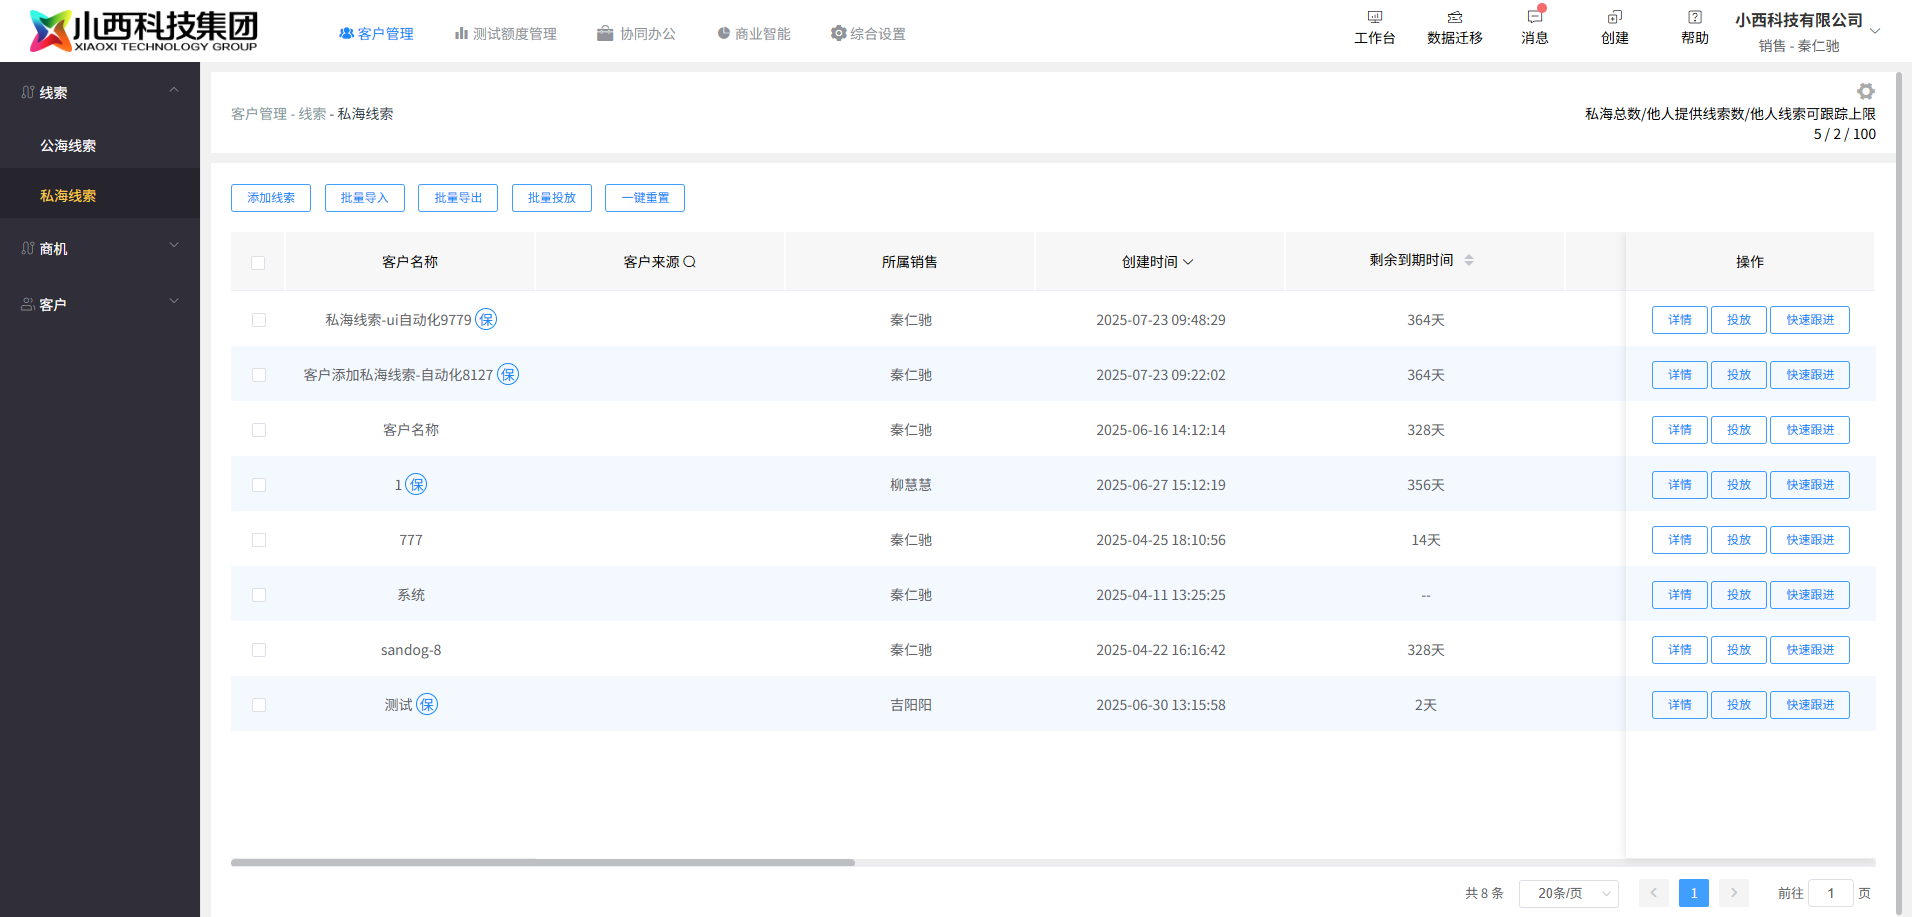 小西科技集团
XIAOXI TECHNOLOGY GROUP
客户管理 测试额度管理 协同办公 商业智能 综合设置
工作台 数据迁移 消息 创建 帮助
小西科技有限公司
销售 - 秦仁驰
线索
公海线索
私海线索
商机
客户
客户管理 - 线索 - 私海线索
私海总数/他人提供线索数/他人线索可跟踪上限
5 / 2 / 100
添加线索 批量导入 批量导出 批量投放 一键重置
客户名称 客户来源 所属销售 创建时间 剩余到期时间 操作
私海线索-ui自动化9779 保 秦仁驰 2025-07-23 09:48:29 364天 详情 投放 快速跟进
客户添加私海线索-自动化8127 保 秦仁驰 2025-07-23 09:22:02 364天 详情 投放 快速跟进
客户名称 秦仁驰 2025-06-16 14:12:14 328天 详情 投放 快速跟进
1 保 柳慧慧 2025-06-27 15:12:19 356天 详情 投放 快速跟进
777 秦仁驰 2025-04-25 18:10:56 14天 详情 投放 快速跟进
系统 秦仁驰 2025-04-11 13:25:25 -- 详情 投放 快速跟进
sandog-8 秦仁驰 2025-04-22 16:16:42 328天 详情 投放 快速跟进
测试 保 吉阳阳 2025-06-30 13:15:58 2天 详情 投放 快速跟进
共 8 条 20条/页 1 前往 1 页